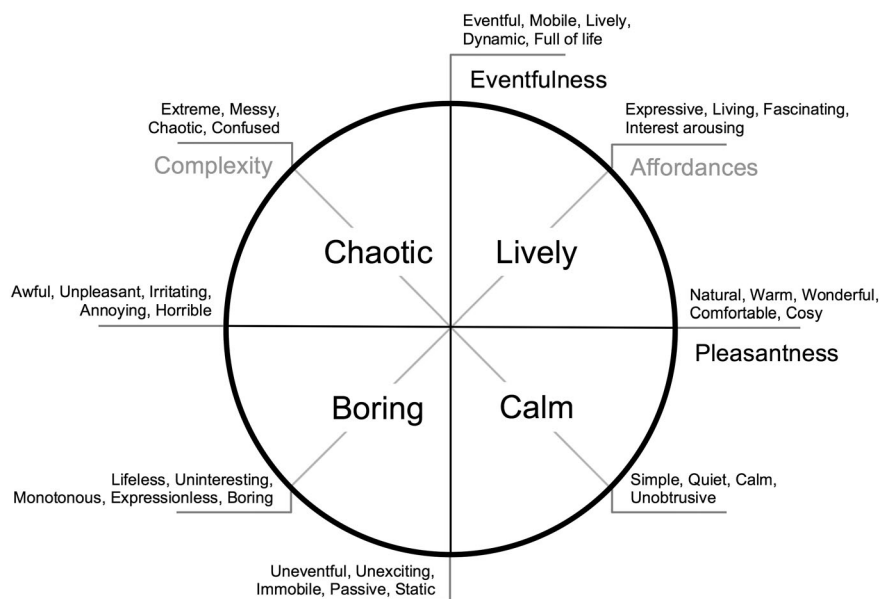 Eventful, Mobile, Lively,
Dynamic, Full of life
Eventfulness
Extreme, Messy,
Chaotic, Confused
Complexity
Expressive, Living, Fascinating,
Interest arousing
Affordances
Chaotic
Lively
Awful, Unpleasant, Irritating,
Annoying, Horrible
Natural, Warm, Wonderful,
Comfortable, Cosy
Pleasantness
Boring
Calm
Lifeless, Uninteresting,
Monotonous, Expressionless, Boring
Simple, Quiet, Calm,
Unobtrusive
Uneventful, Unexciting,
Immobile, Passive, Static